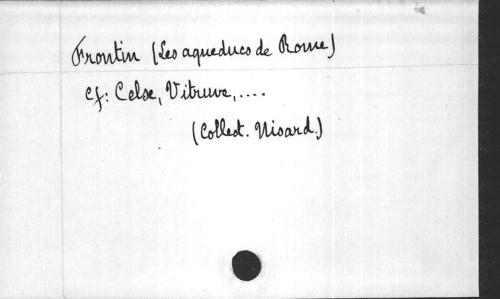 Frontin (Les aqueducs de Rome)
cf: Celse, Vitruve,....
(Collect. Nisard.)